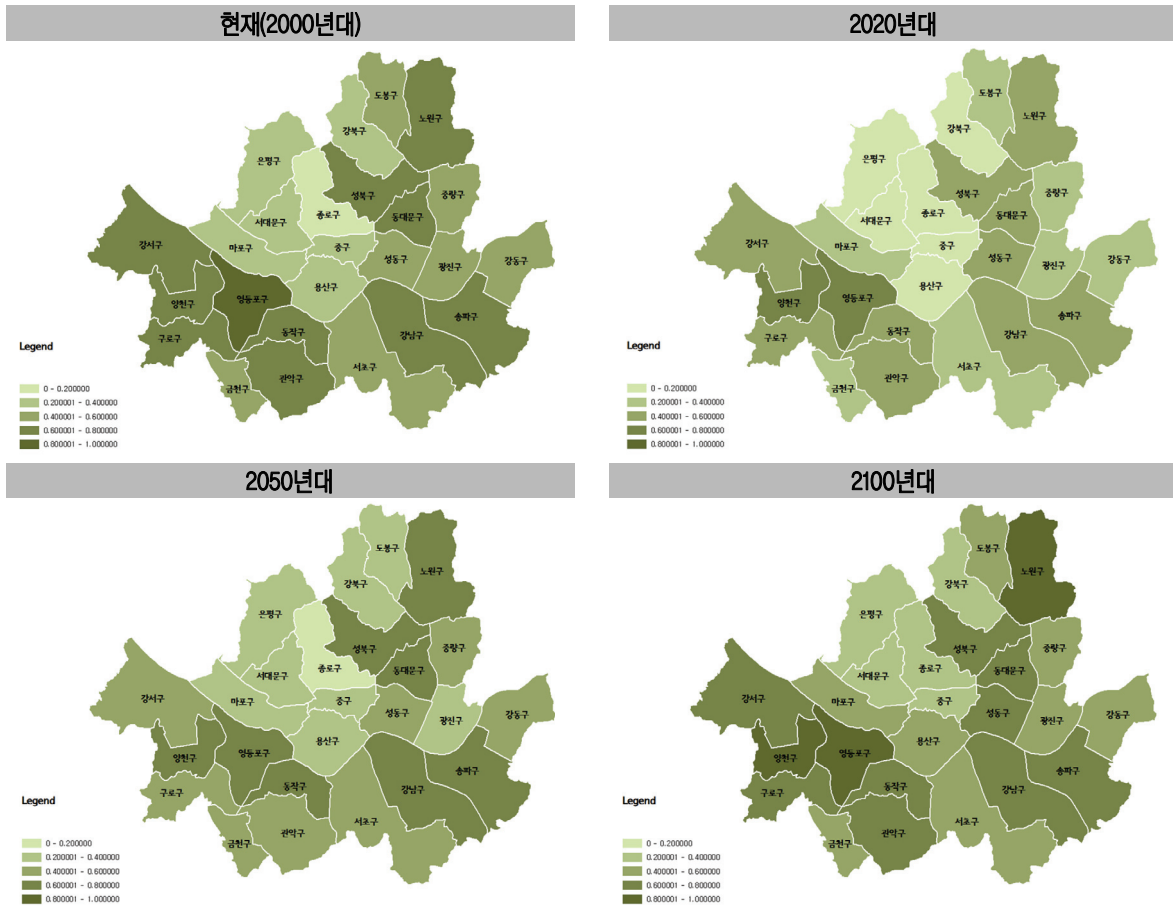 현재(2000년대)
도봉구
노원구
강북구
은평구
성북구
중랑구
종로구
서대문구
동대문구
강서구
마포구
중구
성동구
광진구
강동구
양천구
영등포구
용산구
송파구
구로구
동작구
강남구
서초구
관악구
금천구
Legend
0 - 0.200000
0.200001 - 0.400000
0.400001 - 0.600000
0.600001 - 0.800000
0.800001 - 1.000000
2020년대
도봉구
노원구
강북구
은평구
성북구
중랑구
종로구
서대문구
동대문구
강서구
마포구
중구
성동구
광진구
강동구
양천구
영등포구
용산구
송파구
구로구
동작구
강남구
서초구
관악구
금천구
Legend
0 - 0.200000
0.200001 - 0.400000
0.400001 - 0.600000
0.600001 - 0.800000
0.800001 - 1.000000
2050년대
도봉구
노원구
강북구
은평구
성북구
중랑구
종로구
서대문구
동대문구
강서구
마포구
중구
성동구
광진구
강동구
양천구
영등포구
용산구
송파구
구로구
동작구
강남구
서초구
관악구
금천구
Legend
0 - 0.200000
0.200001 - 0.400000
0.400001 - 0.600000
0.600001 - 0.800000
0.800001 - 1.000000
2100년대
도봉구
노원구
강북구
은평구
성북구
중랑구
종로구
서대문구
동대문구
강서구
마포구
중구
성동구
광진구
강동구
양천구
영등포구
용산구
송파구
구로구
동작구
강남구
서초구
관악구
금천구
Legend
0 - 0.200000
0.200001 - 0.400000
0.400001 - 0.600000
0.600001 - 0.800000
0.800001 - 1.000000